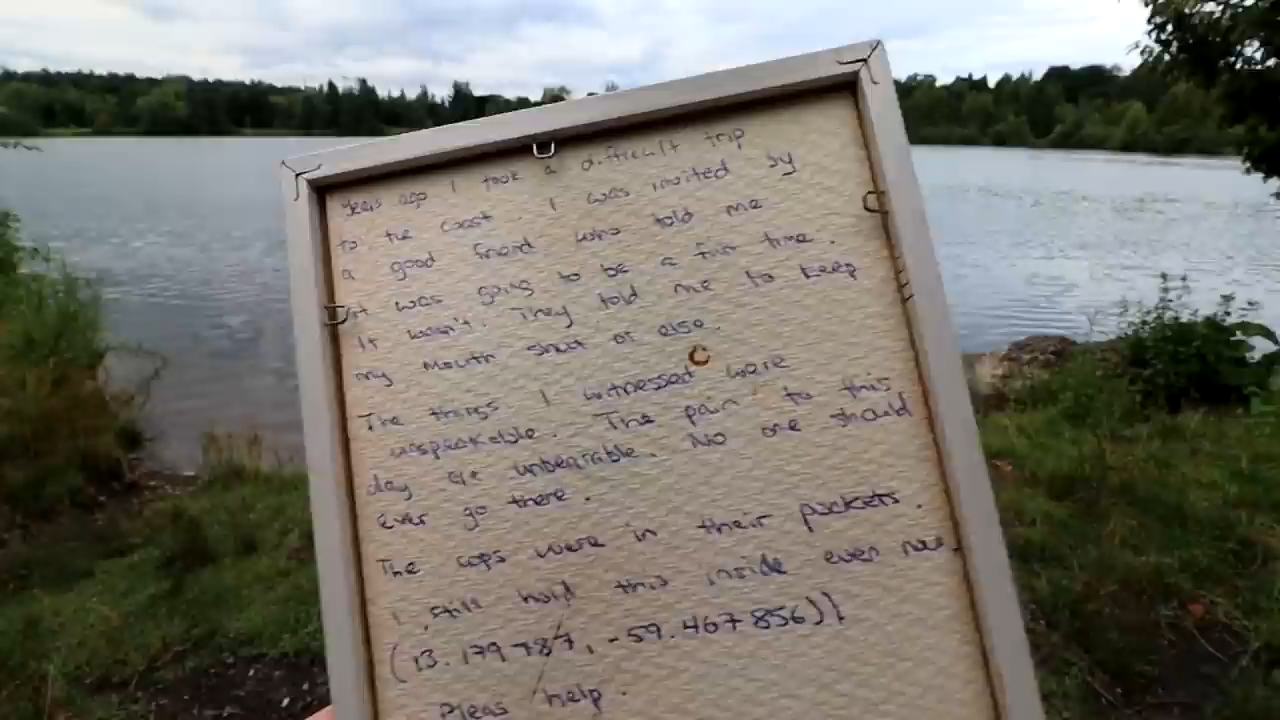 years ago I took a difficult trip
to the coast. I was invited by
a good friend who told me
it was going to be a fun time.
It wasn't. They told me to keep
my mouth shut or else.
The things I witnessed were
unspeakable. The pain to this
day are unbearable. No one should
ever go there.
The cops were in their pockets.
I still hold this inside even now.
(13.179787, -59.467856))
Pleas help.